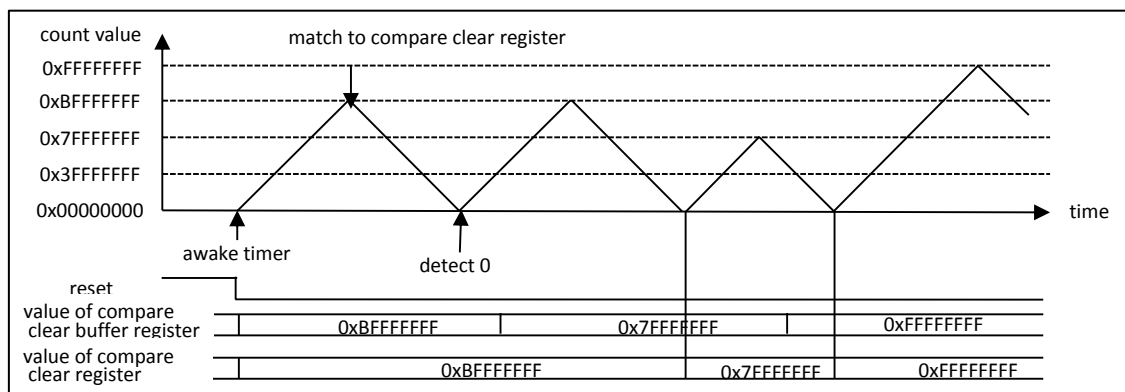 count value
match to compare clear register
0xFFFFFFFF
0xBFFFFFFF
0x7FFFFFFF
0x3FFFFFFF
0x00000000
time
awake timer
detect 0
reset
value of compare
clear buffer register
0xBFFFFFFF
0x7FFFFFFF
0xFFFFFFFF
value of compare
clear register
0xBFFFFFFF
0x7FFFFFFF
0xFFFFFFFF